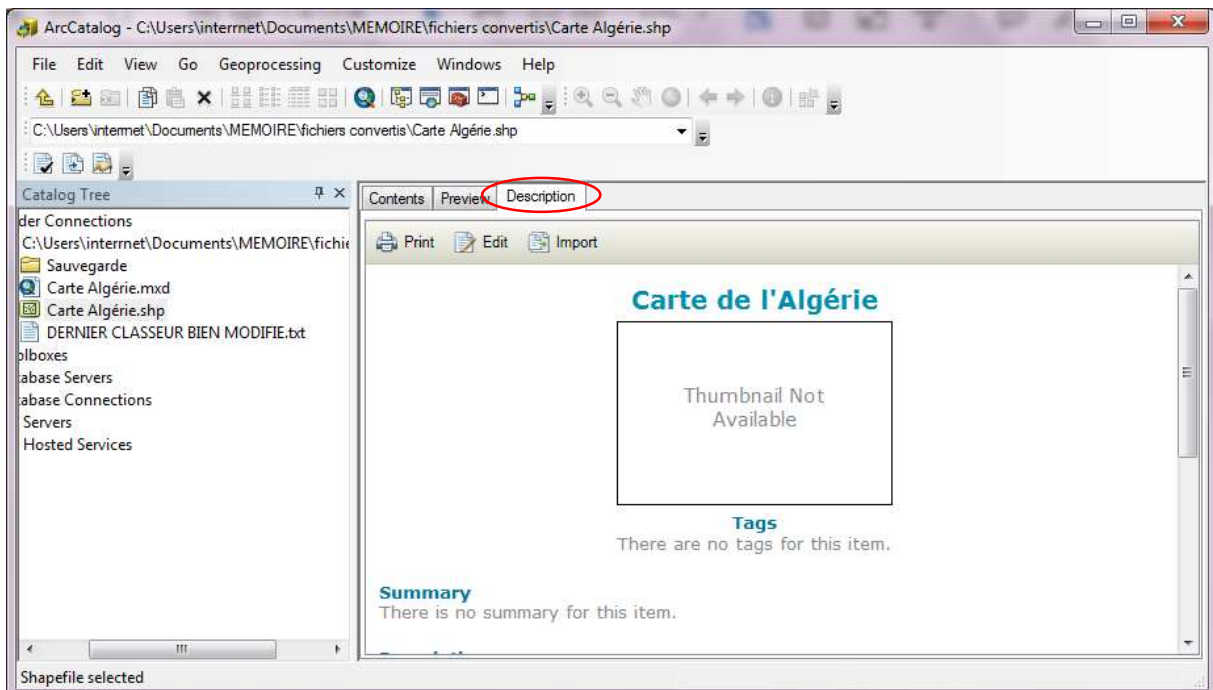 ArcCatalog - C:\Users\interrnet\Documents\MEMOIRE\fichiers convertis\Carte Algérie.shp
File Edit View Go Geoprocessing Customize Windows Help
C:\Users\interrnet\Documents\MEMOIRE\fichiers convertis\Carte Algérie.shp
Catalog Tree
Contents Preview Description
der Connections
C:\Users\interrnet\Documents\MEMOIRE\fichie
Print Edit Import
Sauvegarde
Carte Algérie.mxd
Carte Algérie.shp
DERNIER CLASSEUR BIEN MODIFIE.txt
olboxes
abase Servers
abase Connections
Servers
Hosted Services
Carte de l'Algérie
Thumbnail Not
Available
Tags
There are no tags for this item.
Summary
There is no summary for this item.
Shapefile selected